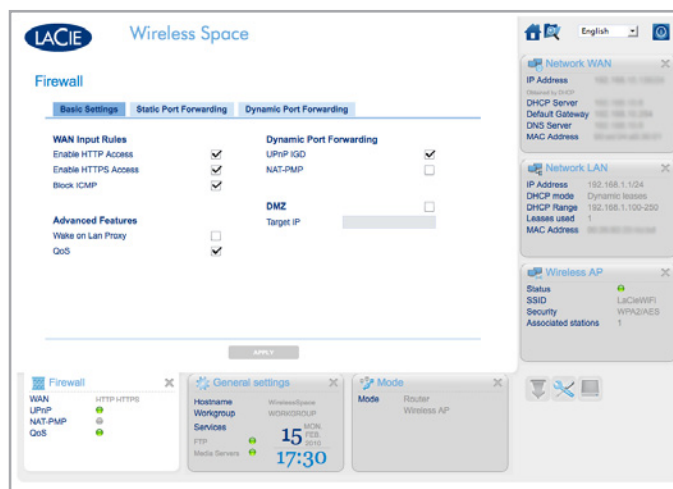 LACIE
Wireless Space
English
Firewall
Basic Settings
Static Port Forwarding
Dynamic Port Forwarding
WAN Input Rules
Enable HTTP Access
Enable HTTPS Access
Block ICMP
Advanced Features
Wake on Lan Proxy
QoS
Dynamic Port Forwarding
UPnP IGD
NAT-PMP
DMZ
Target IP
APPLY
Network WAN
IP Address
Obtained by DHCP
DHCP Server
Default Gateway
DNS Server
MAC Address
Network LAN
IP Address 192.168.1.1/24
DHCP mode Dynamic leases
DHCP Range 192.168.1.100-250
Leases used 1
MAC Address
Wireless AP
Status
SSID LaCieWiFi
Security WPA2/AES
Associated stations 1
Firewall
WAN HTTP HTTPS
UPnP
NAT-PMP
QoS
General settings
Hostname WirelessSpace
Workgroup WORKGROUP
Services
FTP
Media Servers
15 MON. FEB. 2010
17:30
Mode
Mode Router
Wireless AP